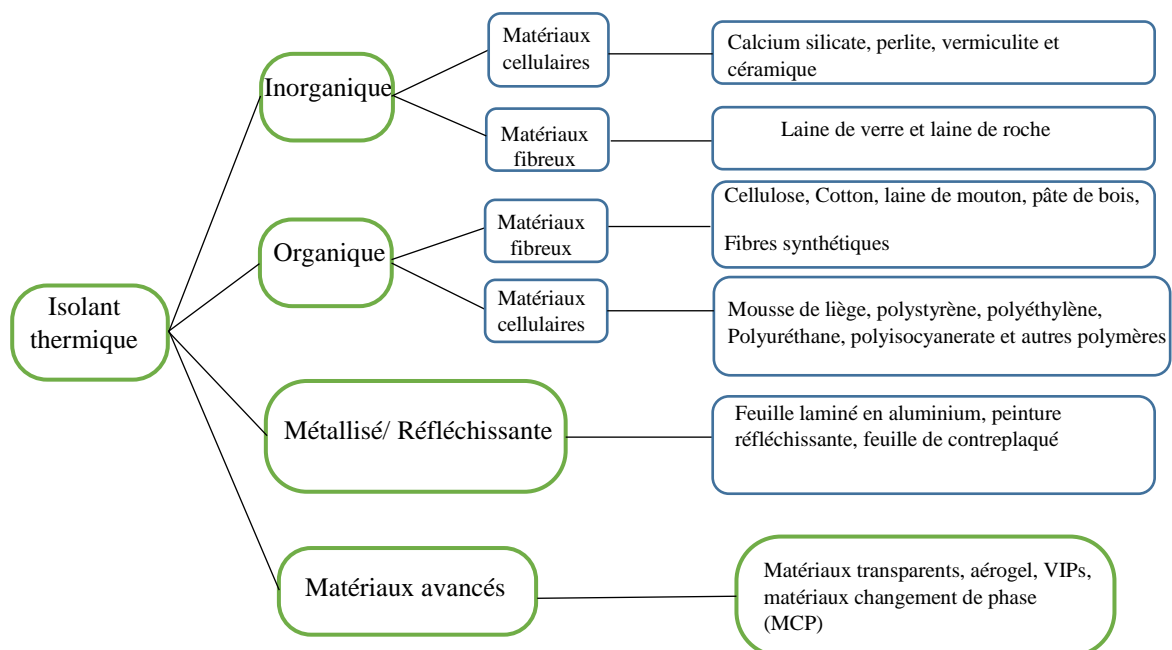 Isolant
thermique
Inorganique
Matériaux
cellulaires
Calcium silicate, perlite, vermiculite et
céramique
Matériaux
fibreux
Laine de verre et laine de roche
Organique
Matériaux
fibreux
Cellulose, Cotton, laine de mouton, pâte de bois,
Fibres synthétiques
Matériaux
cellulaires
Mousse de liège, polystyrène, polyéthylène,
Polyuréthane, polyisocyanerate et autres polymères
Métallisé/ Réfléchissante
Feuille laminé en aluminium, peinture
réfléchissante, feuille de contreplaqué
Matériaux avancés
Matériaux transparents, aérogel, VIPs,
matériaux changement de phase
(MCP)